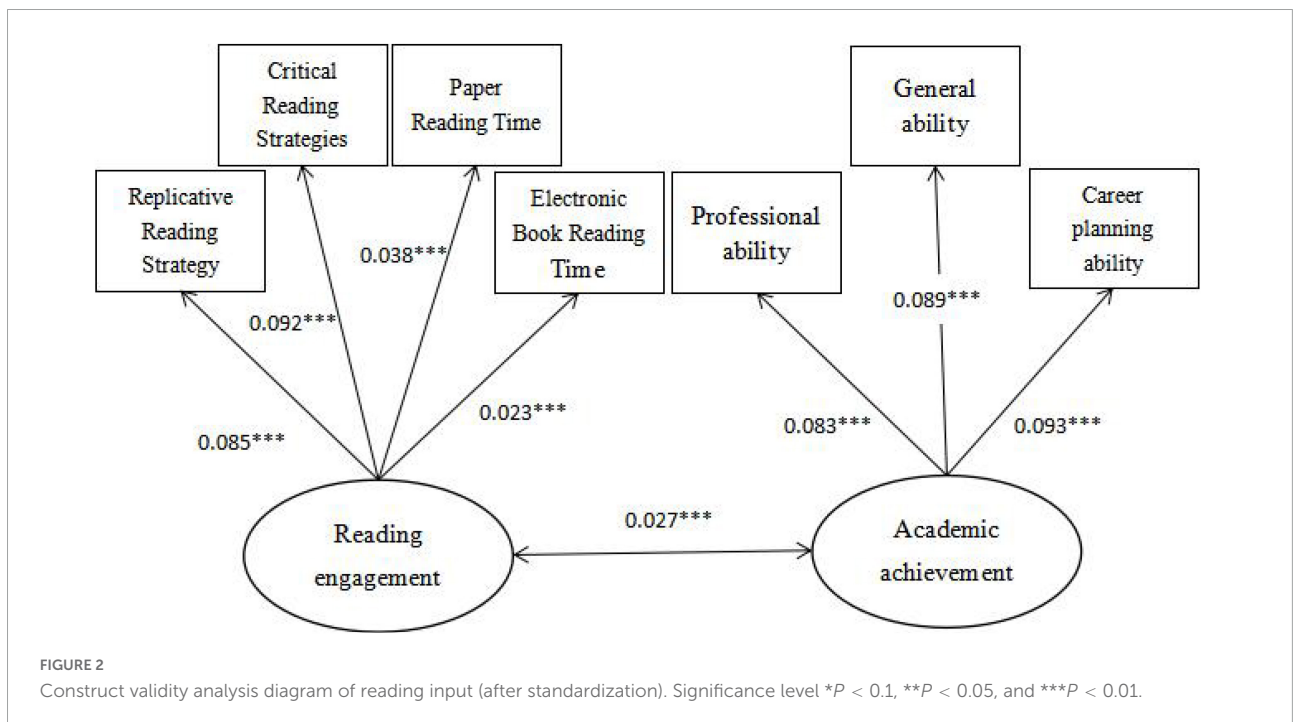 Critical
Reading
Strategies
Paper
Reading Time
General
ability
Replicative
Reading
Strategy
Electronic
Book Reading
Time
Professional
ability
Career
planning
ability
0.038***
0.092***
0.089***
0.085***
0.023***
0.083***
0.093***
0.027***
Reading
engagement
Academic
achievement
FIGURE 2
Construct validity analysis diagram of reading input (after standardization). Significance level *P < 0.1, **P < 0.05, and ***P < 0.01.